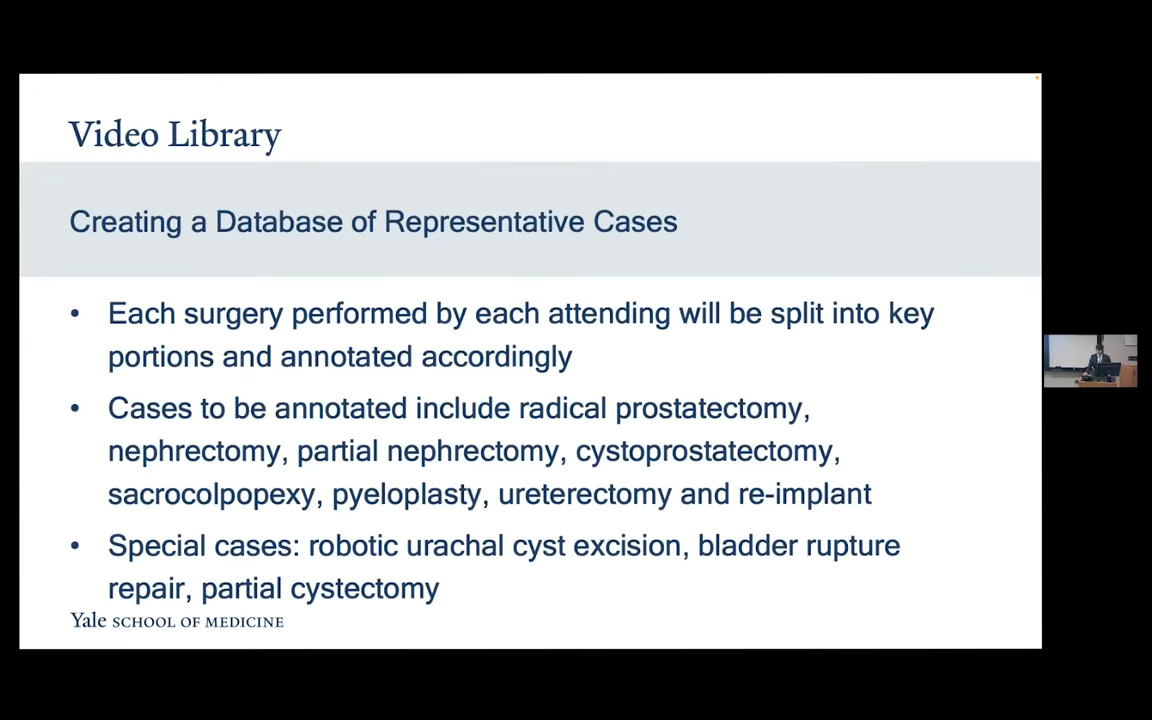 Video Library
Creating a Database of Representative Cases
• Each surgery performed by each attending will be split into key
portions and annotated accordingly
• Cases to be annotated include radical prostatectomy,
nephrectomy, partial nephrectomy, cystoprostatectomy,
sacrocolpopexy, pyeloplasty, ureterectomy and re-implant
• Special cases: robotic urachal cyst excision, bladder rupture
repair, partial cystectomy
Yale SCHOOL OF MEDICINE